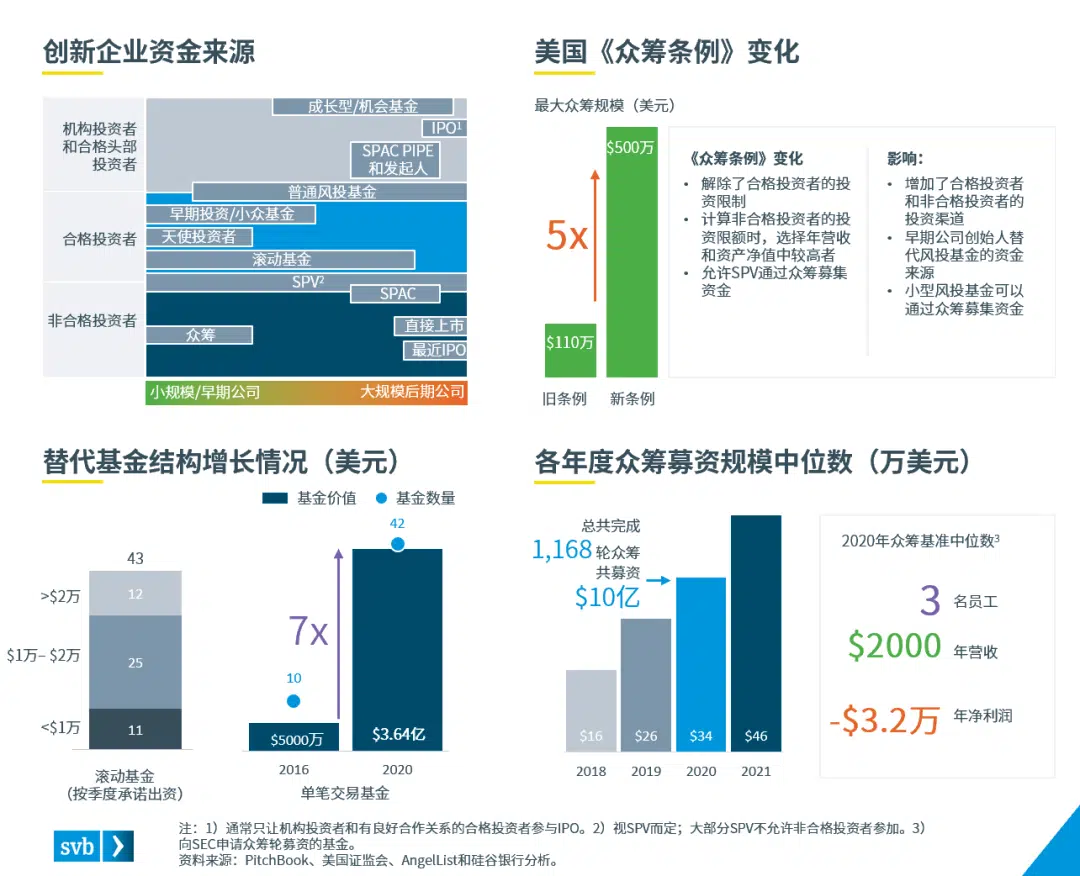 创新企业资金来源
机构投资者
和合格头部
投资者
合格投资者
非合格投资者
成长型/机会基金
IPO¹
SPAC PIPE
和发起人
普通风投基金
早期投资/小众基金
天使投资者
滚动基金
SPV²
SPAC
直接上市
众筹
最近IPO
小规模/早期公司
大规模后期公司
美国《众筹条例》变化
最大众筹规模（美元）
$500万
5x
$110万
旧条例
新条例
《众筹条例》变化
• 解除了合格投资者的投
资限制
• 计算非合格投资者的投
资限额时，选择年营收
和资产净值中较高者
• 允许SPV通过众筹募集
资金
影响：
• 增加了合格投资者
和非合格投资者的
投资渠道
• 早期公司创始人替
代风投基金的资金
来源
• 小型风投基金可以
通过众筹募集资金
替代基金结构增长情况（美元）
基金价值
基金数量
43
>$2万
12
$1万– $2万
25
<$1万
11
滚动基金
（按季度承诺出资）
42
7x
10
$5000万
$3.64亿
2016
2020
单笔交易基金
各年度众筹募资规模中位数（万美元）
总共完成
1,168 轮众筹
共募资
$10亿
$16
$26
$34
$46
2018
2019
2020
2021
2020年众筹基准中位数³
3 名员工
$2000 年营收
-$3.2万 年净利润
svb
注：1）通常只让机构投资者和有良好合作关系的合格投资者参与IPO。2）视SPV而定；大部分SPV不允许非合格投资者参加。3）
向SEC申请众筹轮募资的基金。
资料来源：PitchBook、美国证监会、AngelList和硅谷银行分析。